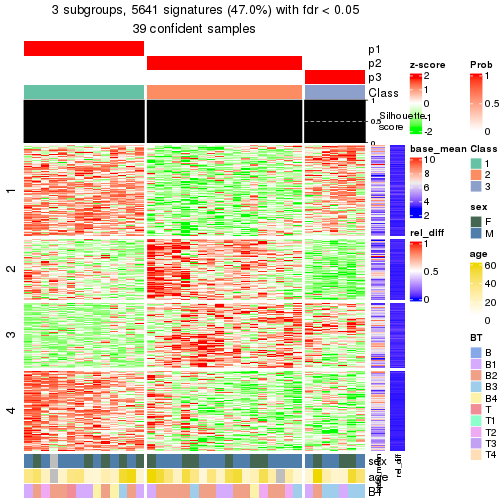 3 subgroups, 5641 signatures (47.0%) with fdr < 0.05
39 confident samples
p1
p2
p3
Class
1
0.5
0
Silhouette
score
1
2
3
4
sex
age
BT
base_mean
rel_diff
z-score
2
1
0
-1
-2
base_mean
10
8
6
4
2
rel_diff
1
0.5
0
Prob
1
0.5
0
Class
1
2
3
sex
F
M
age
60
40
20
0
BT
B
B1
B2
B3
B4
T
T1
T2
T3
T4